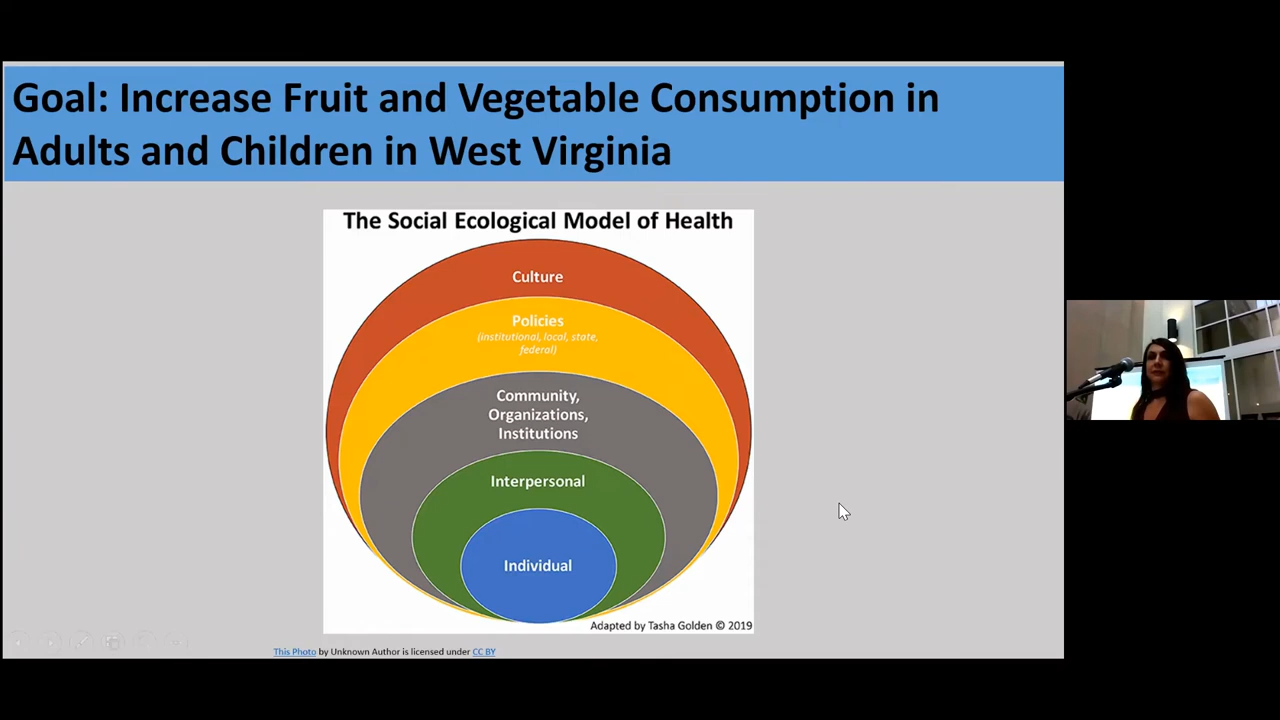 Goal: Increase Fruit and Vegetable Consumption in
Adults and Children in West Virginia
The Social Ecological Model of Health
Culture
Policies
(institutional, local, state,
federal)
Community,
Organizations,
Institutions
Interpersonal
Individual
Adapted by Tasha Golden © 2019
This Photo by Unknown Author is licensed under CC BY